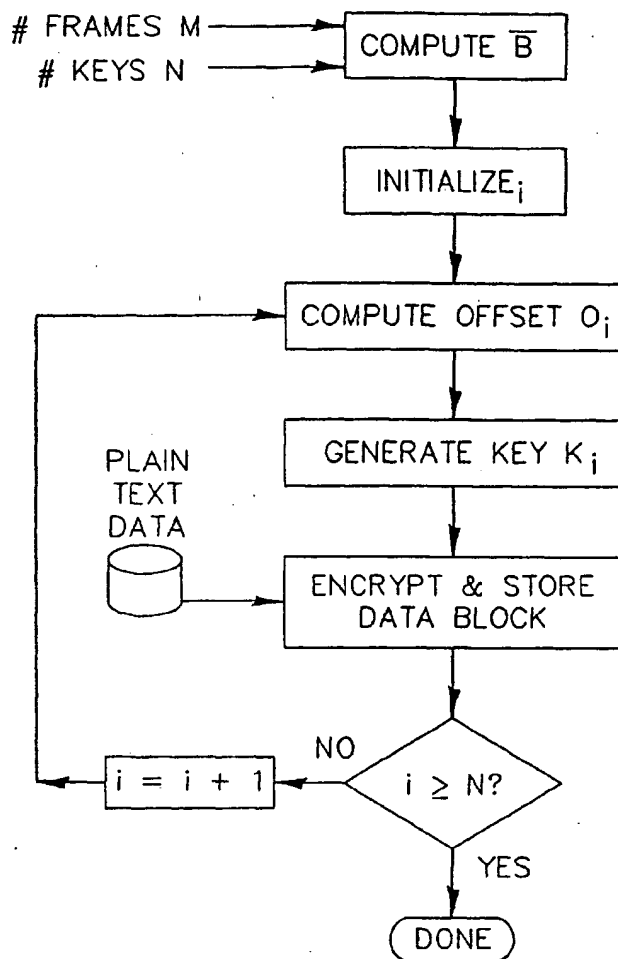 # FRAMES M
# KEYS N
COMPUTE B̅
INITIALIZEᵢ
COMPUTE OFFSET Oᵢ
GENERATE KEY Kᵢ
PLAIN
TEXT
DATA
ENCRYPT & STORE
DATA BLOCK
NO
i = i + 1
i ≥ N?
YES
DONE